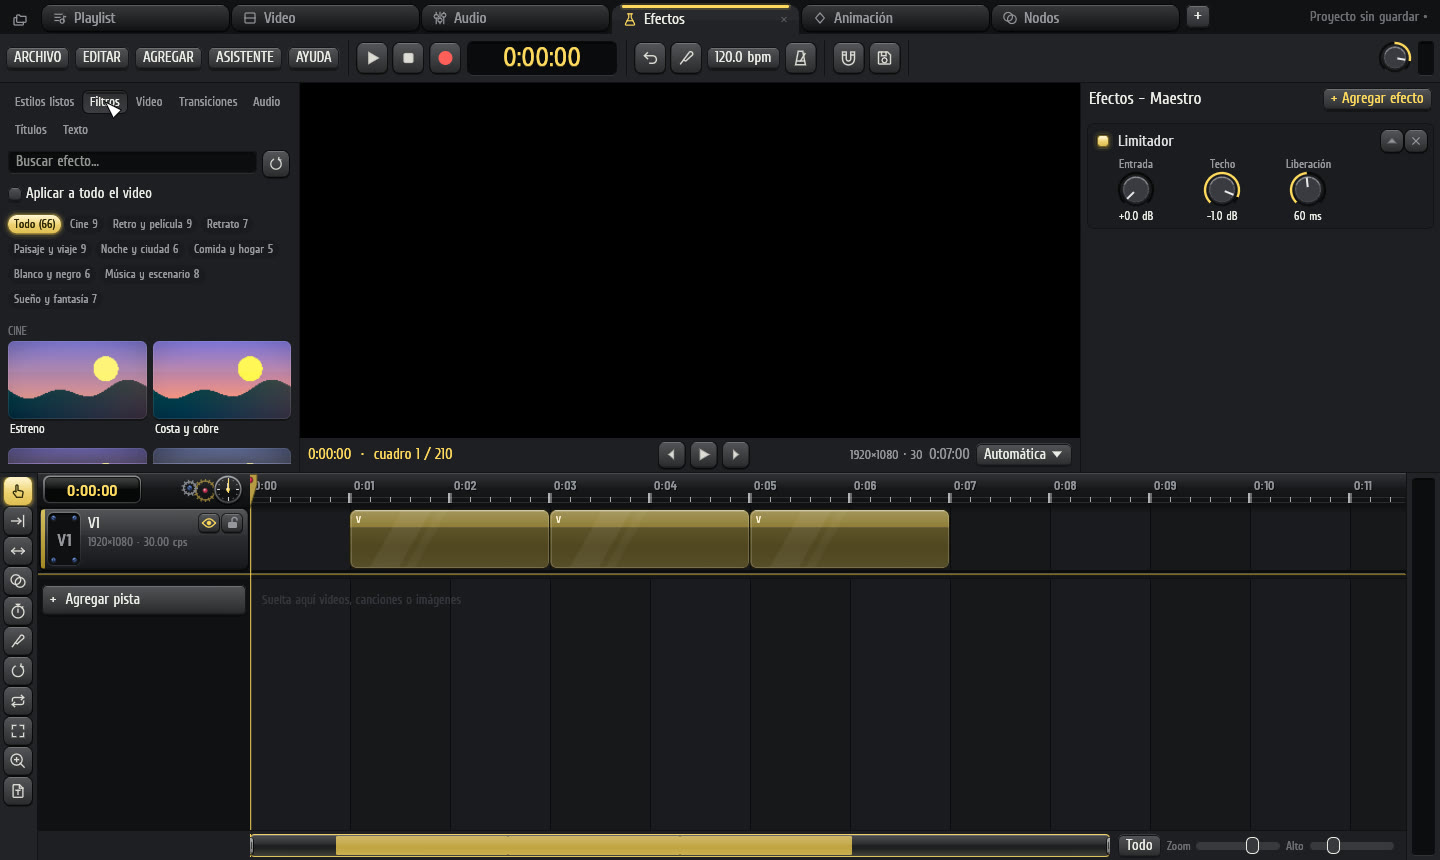 Playlist
Video
Audio
Efectos
Animación
Nodos
Proyecto sin guardar •
ARCHIVO
EDITAR
AGREGAR
ASISTENTE
AYUDA
0:00:00
120.0 bpm
Estilos listos
Filtros
Video
Transiciones
Audio
Títulos
Texto
Buscar efecto...
Aplicar a todo el video
Todo (66)
Cine 9
Retro y película 9
Retrato 7
Paisaje y viaje 9
Noche y ciudad 6
Comida y hogar 5
Blanco y negro 6
Música y escenario 8
Sueño y fantasía 7
CINE
Estreno
Costa y cobre
0:00:00 · cuadro 1 / 210
1920×1080 · 30
0:07:00
Automática
Efectos - Maestro
+ Agregar efecto
Limitador
Entrada
Techo
Liberación
+0.0 dB
-1.0 dB
60 ms
0:00:00
0:00
0:01
0:02
0:03
0:04
0:05
0:06
0:07
0:08
0:09
0:10
0:11
V1
V1
1920×1080 · 30.00 cps
V
V
V
+ Agregar pista
Suelta aquí videos, canciones o imágenes
Todo
Zoom
Alto